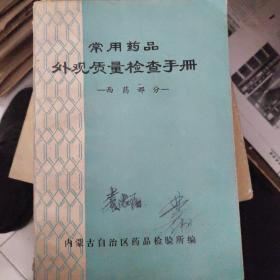 常用药品
外观质量检查手册
—西药部分—
内蒙古自治区药品检验所编